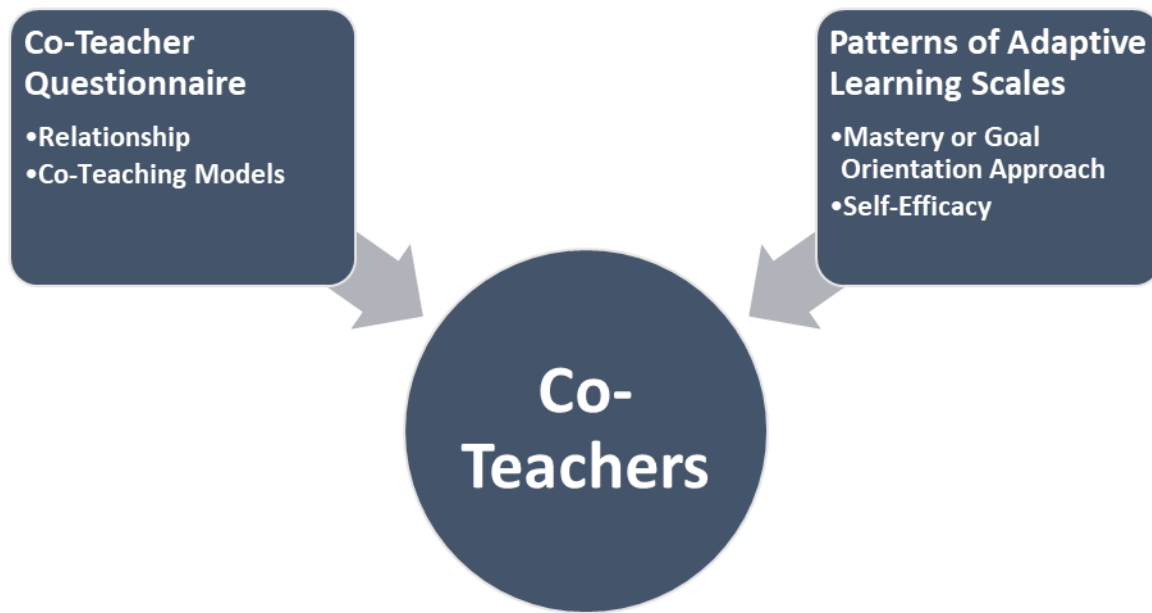 Co-Teacher
Questionnaire
•Relationship
•Co-Teaching Models
Patterns of Adaptive
Learning Scales
•Mastery or Goal
Orientation Approach
•Self-Efficacy
Co-
Teachers